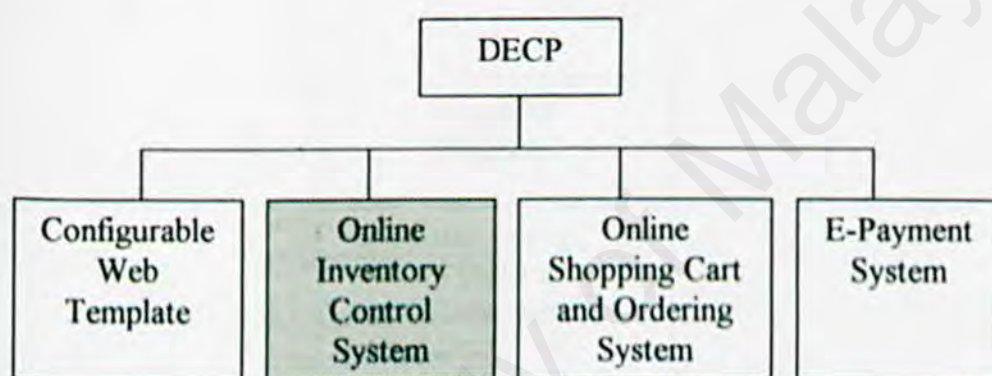 DECP
Configurable
Web
Template
Online
Inventory
Control
System
Online
Shopping Cart
and Ordering
System
E-Payment
System